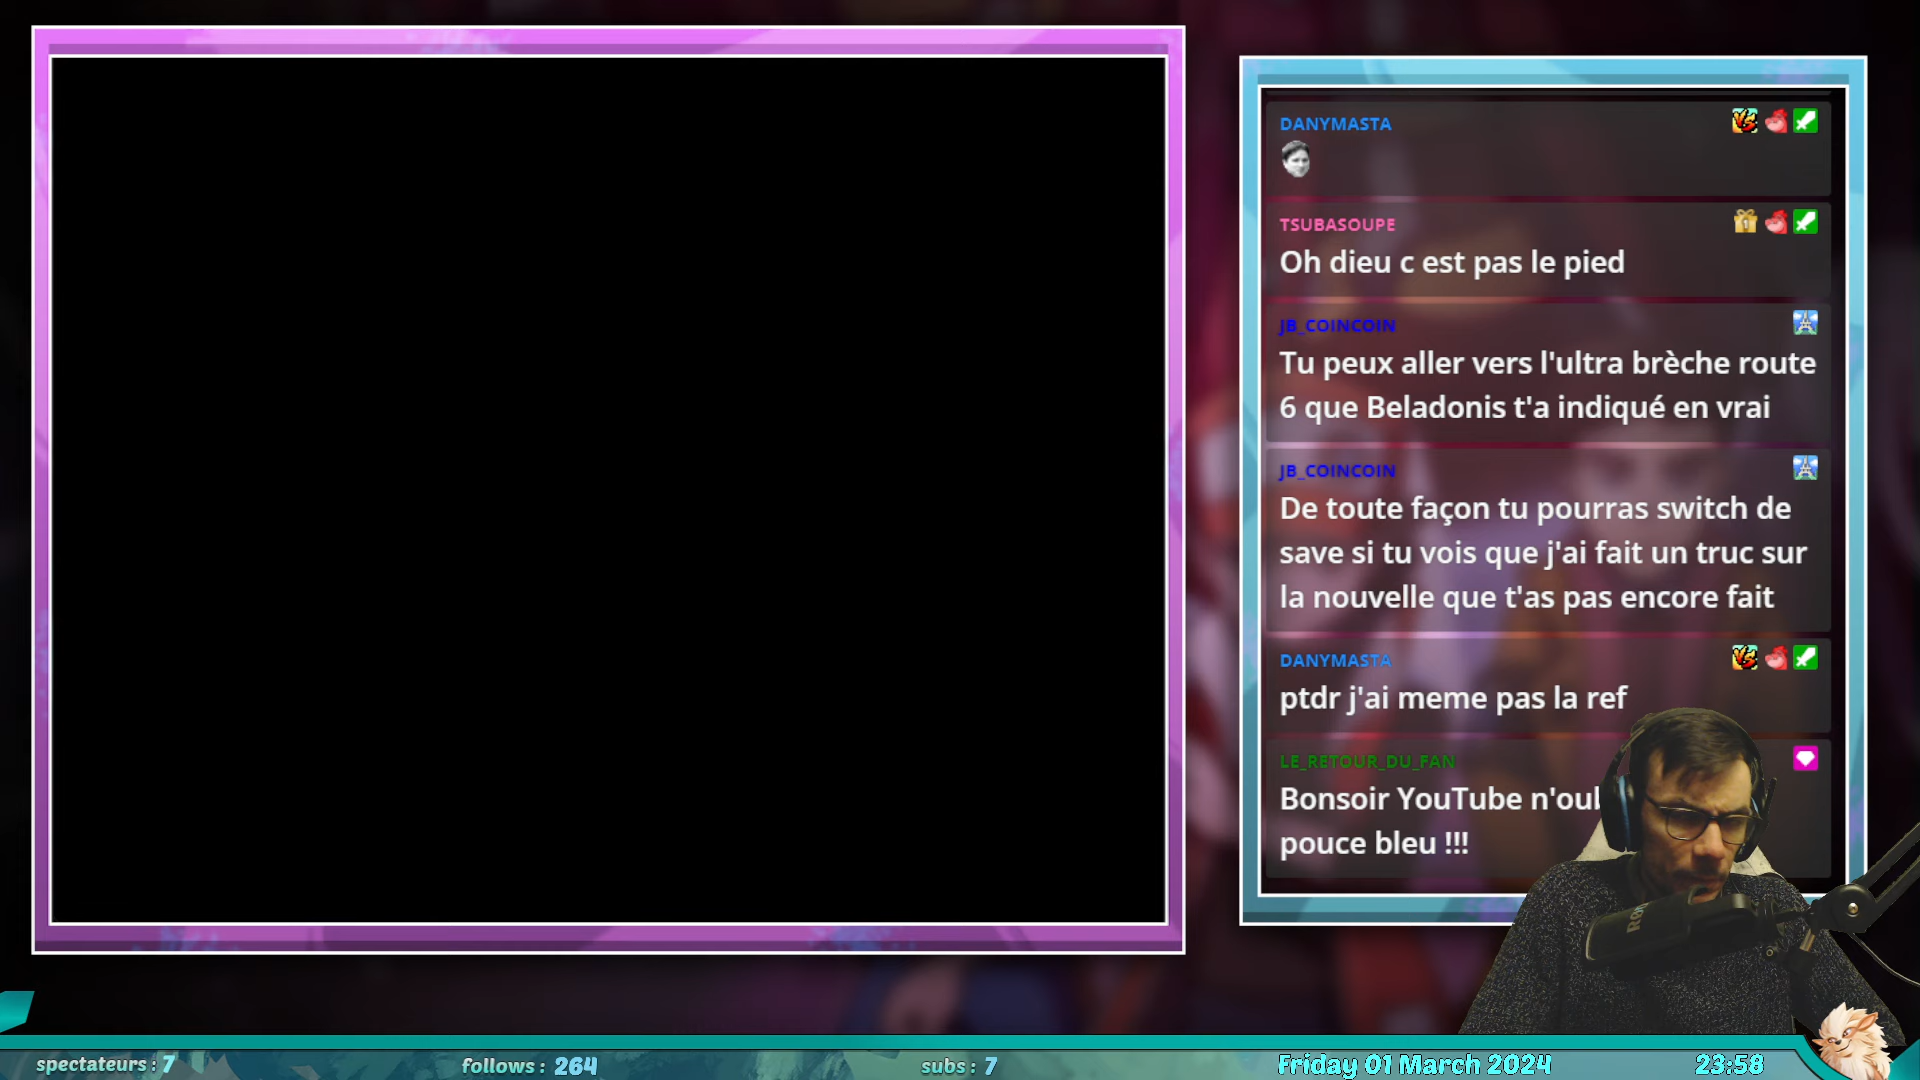 DANYMASTA
TSUBASOUPE
Oh dieu c est pas le pied
JB_COINCOIN
Tu peux aller vers l'ultra brèche route
6 que Beladonis t'a indiqué en vrai
JB_COINCOIN
De toute façon tu pourras switch de
save si tu vois que j'ai fait un truc sur
la nouvelle que t'as pas encore fait
DANYMASTA
ptdr j'ai meme pas la ref
LE_RETOUR_DU_FAN
Bonsoir YouTube
pouce bleu !!!
spectateurs : 7
follows : 264
subs : 7
Friday 01 March 2024
23:58